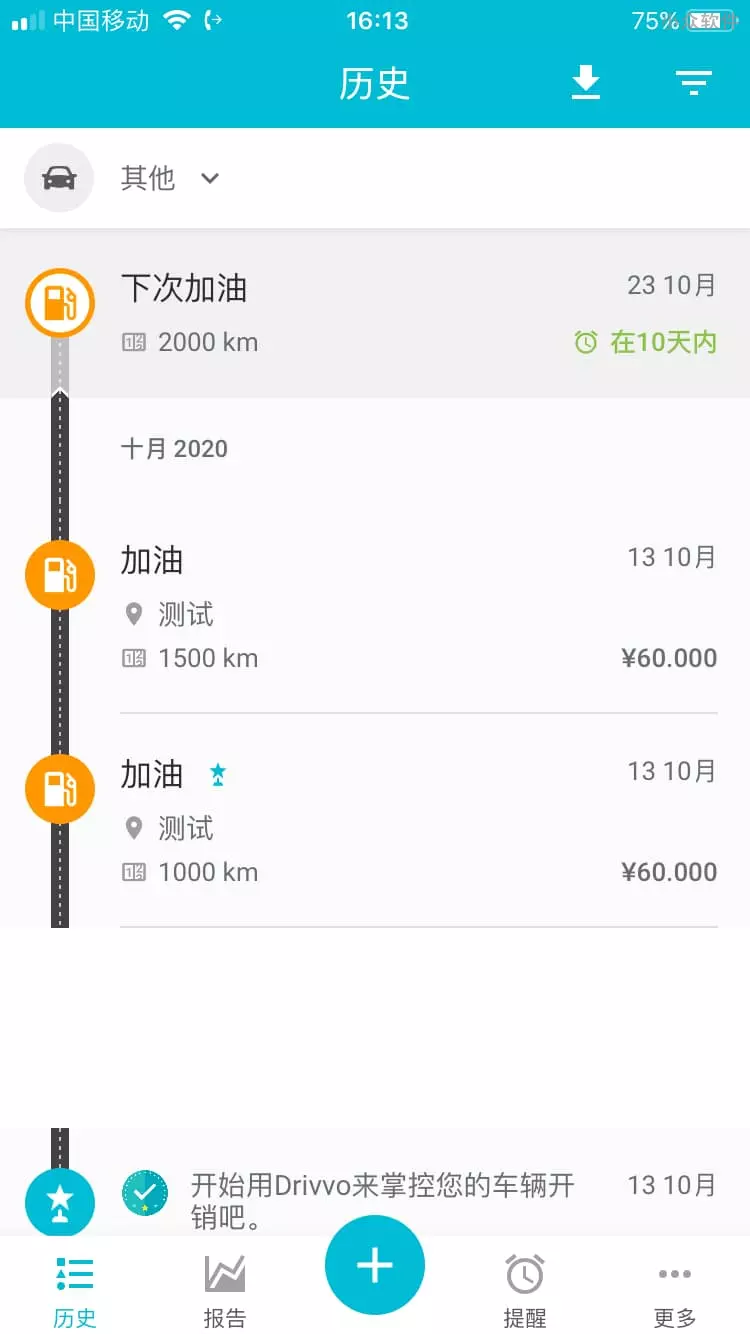 中国移动 16:13 75%
历史
其他
下次加油 23 10月
2000 km 在10天内
十月 2020
加油 13 10月
测试
1500 km ¥60.000
加油 13 10月
测试
1000 km ¥60.000
开始用Drivvo来掌控您的车辆开 13 10月
销吧。
历史 报告 提醒 更多